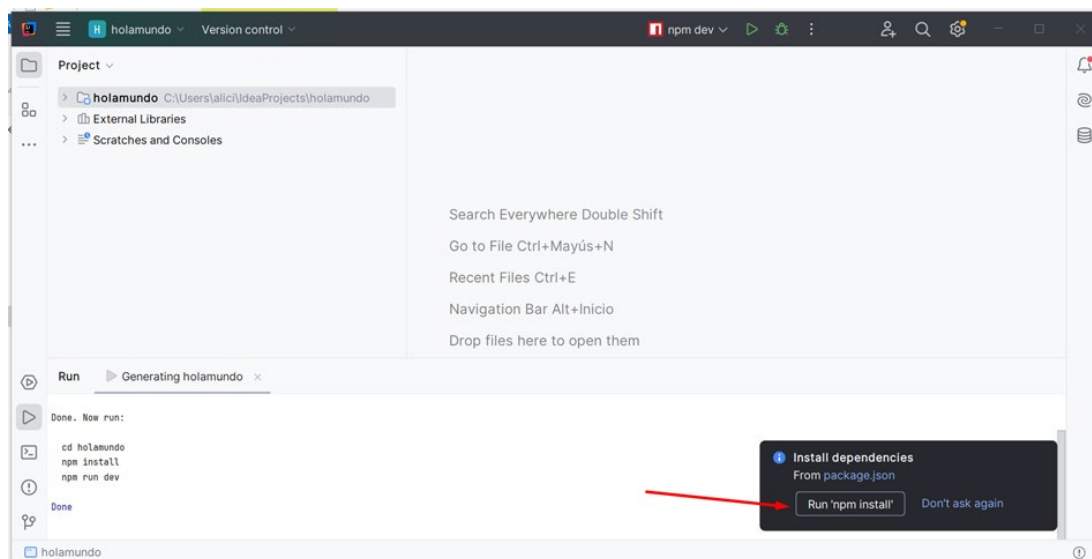 H holamundo Version control npm dev
Project
holamundo C:\Users\alici\IdeaProjects\holamundo
External Libraries
Scratches and Consoles
Search Everywhere Double Shift
Go to File Ctrl+Mayús+N
Recent Files Ctrl+E
Navigation Bar Alt+Inicio
Drop files here to open them
Run Generating holamundo
Done. Now run:
cd holamundo
npm install
npm run dev
Done
Install dependencies
From package.json
Run 'npm install' Don't ask again
holamundo